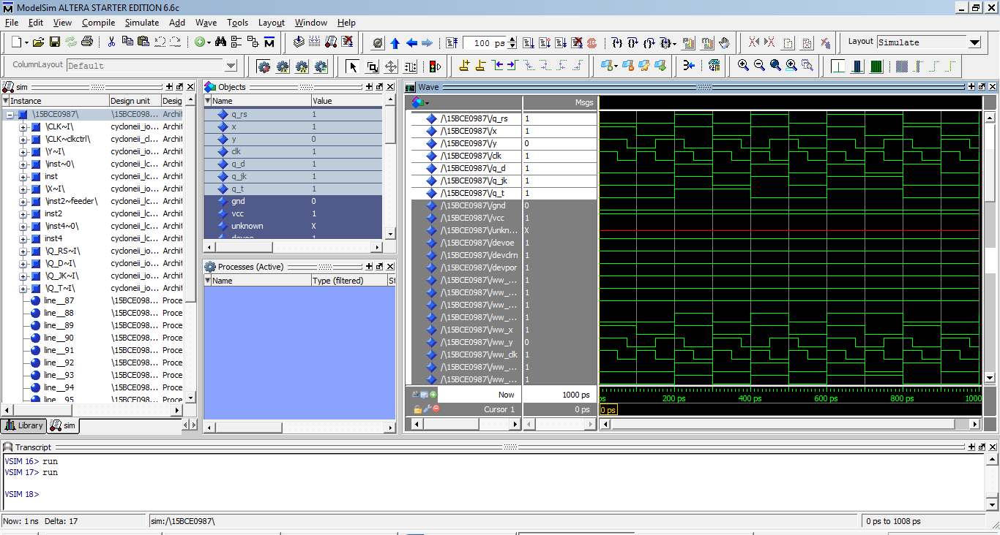 ModelSim ALTERA STARTER EDITION 6.6c
File Edit View Compile Simulate Add Wave Tools Layout Window Help
100 ps
Layout Simulate
ColumnLayout Default
sim
Instance Design unit Desig
\15BCE0987\ \15BCE098... Archit
\CLK~I\ cycloneii_io... Archit
\CLK~clkctrl\ cycloneii_cl... Archit
\Y~I\ cycloneii_io... Archit
\inst~0\ cycloneii_lc... Archit
inst cycloneii_lc... Archit
\X~I\ cycloneii_io... Archit
\inst2~feeder\ cycloneii_lc... Archit
inst2 cycloneii_lc... Archit
\inst4~0\ cycloneii_lc... Archit
inst4 cycloneii_lc... Archit
\Q_RS~I\ cycloneii_io... Archit
\Q_D~I\ cycloneii_io... Archit
\Q_JK~I\ cycloneii_io... Archit
\Q_T~I\ cycloneii_io... Archit
line__87 \15BCE098... Proce
line__88 \15BCE098... Proce
line__89 \15BCE098... Proce
line__90 \15BCE098... Proce
line__91 \15BCE098... Proce
line__92 \15BCE098... Proce
line__93 \15BCE098... Proce
line__94 \15BCE098... Proce
line__95 \15BCE098... Proce
Library sim
Objects
Name Value
q_rs 1
x 1
y 0
clk 1
q_d 1
q_jk 1
q_t 1
gnd 0
vcc 1
unknown X
devoe 1
Processes (Active)
Name Type (filtered) St
Wave
Msgs
/\15BCE0987\/q_rs 1
/\15BCE0987\/x 1
/\15BCE0987\/y 0
/\15BCE0987\/clk 1
/\15BCE0987\/q_d 1
/\15BCE0987\/q_jk 1
/\15BCE0987\/q_t 1
/\15BCE0987\/gnd 0
/\15BCE0987\/vcc 1
/\15BCE0987\/unkn... X
/\15BCE0987\/devoe 1
/\15BCE0987\/devclrn 1
/\15BCE0987\/devpor 1
/\15BCE0987\/ww_... 1
/\15BCE0987\/ww_... 1
/\15BCE0987\/ww_... 1
/\15BCE0987\/ww_... 1
/\15BCE0987\/ww_x 1
/\15BCE0987\/ww_y 0
/\15BCE0987\/ww_clk 1
/\15BCE0987\/ww_... 1
/\15BCE0987\/ww_... 1
Now 1000 ps
Cursor 1 0 ps
ps 200 ps 400 ps 600 ps 800 ps 1000
0 ps
Transcript
VSIM 16> run
VSIM 17> run
VSIM 18>
Now: 1 ns Delta: 17 sim:/\15BCE0987\ 0 ps to 1008 ps